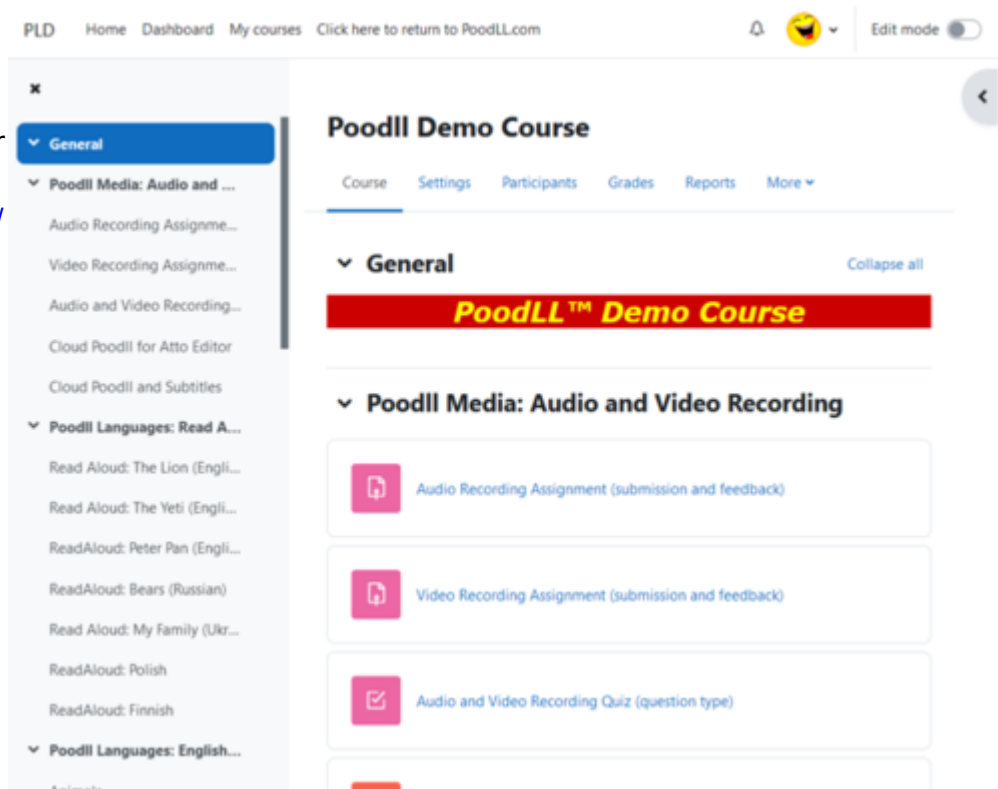 PLD Home Dashboard My courses Click here to return to PoodLL.com Edit mode
General
Poodll Media: Audio and ...
Audio Recording Assignme...
Video Recording Assignme...
Audio and Video Recording...
Cloud Poodll for Atto Editor
Cloud Poodll and Subtitles
Poodll Languages: Read A...
Read Aloud: The Lion (Engli...
Read Aloud: The Yeti (Engli...
ReadAloud: Peter Pan (Engli...
ReadAloud: Bears (Russian)
Read Aloud: My Family (Ukr...
ReadAloud: Polish
ReadAloud: Finnish
Poodll Languages: English...
Poodll Demo Course
Course Settings Participants Grades Reports More
General Collapse all
PoodLL™ Demo Course
Poodll Media: Audio and Video Recording
Audio Recording Assignment (submission and feedback)
Video Recording Assignment (submission and feedback)
Audio and Video Recording Quiz (question type)